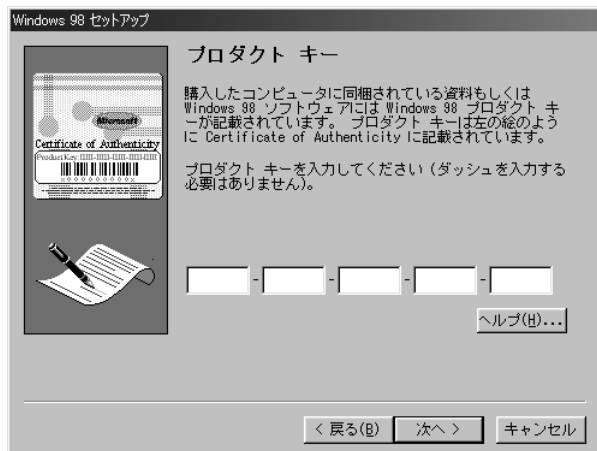 Windows 98 セットアップ
プロダクト キー
購入したコンピュータに同梱されている資料もしくは
Windows 98 ソフトウェアには Windows 98 プロダクト キ
ーが記載されています。 プロダクト キーは左の絵のよう
に Certificate of Authenticity に記載されています。
プロダクト キーを入力してください (ダッシュを入力する
必要はありません)。
Microsoft
Certificate of Authenticity
Product Key:
- - - -
ヘルプ(H)...
< 戻る(B)
次へ >
キャンセル